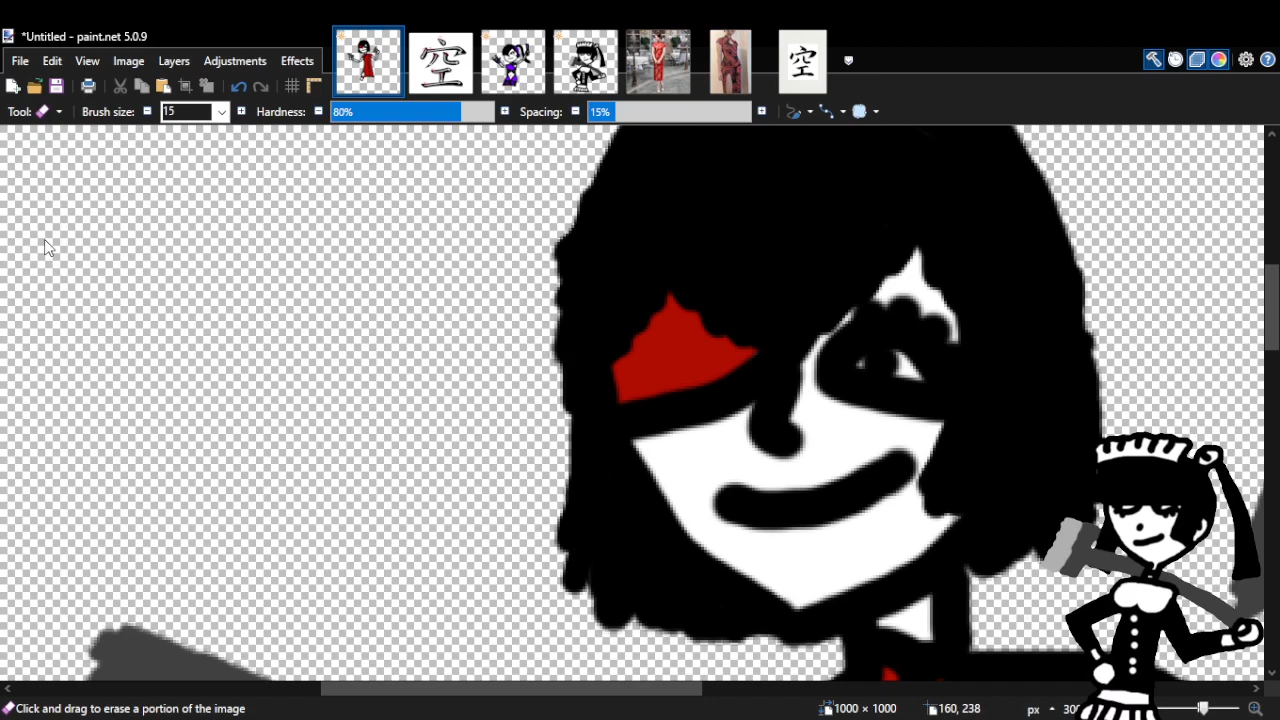 *Untitled - paint.net 5.0.9
File Edit View Image Layers Adjustments Effects
空
空
Tool: Brush size: 15 Hardness: 80% Spacing: 15%
Click and drag to erase a portion of the image
1000 × 1000
160, 238
px